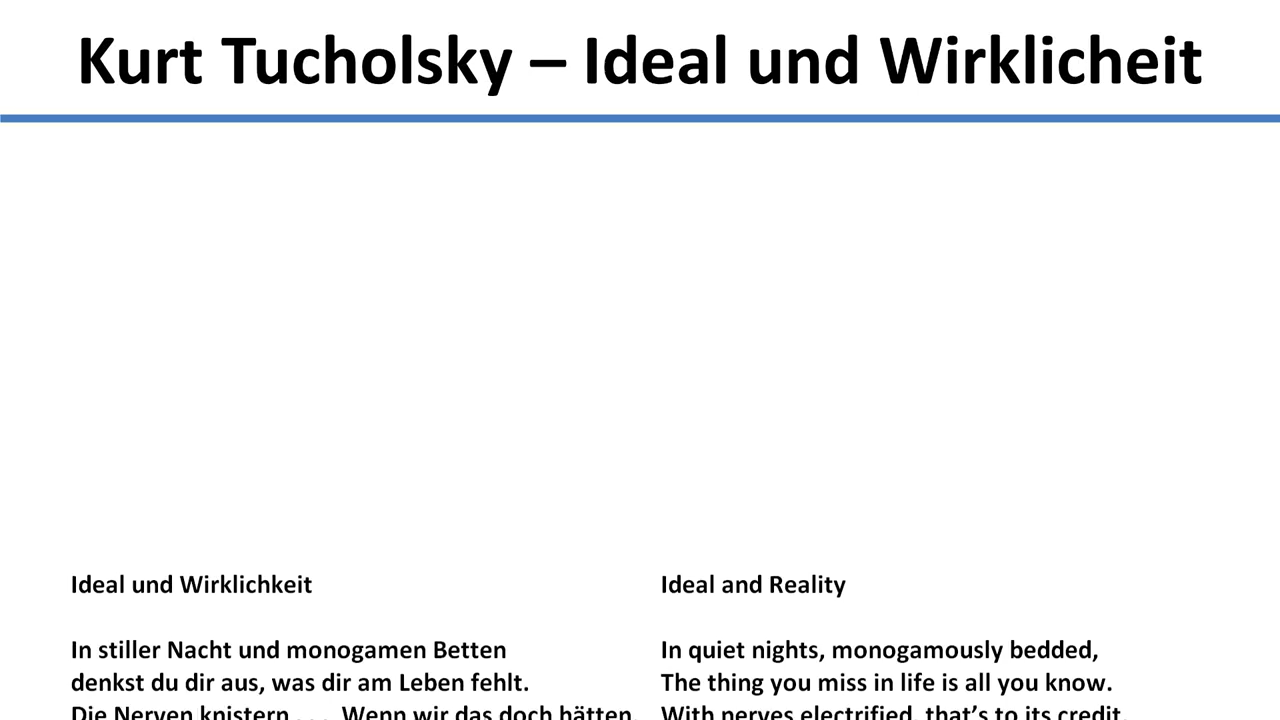 Kurt Tucholsky – Ideal und Wirklicheit
Ideal und Wirklichkeit
In stiller Nacht und monogamen Betten
denkst du dir aus, was dir am Leben fehlt.
Die Nerven knistern . . . Wenn wir das doch hätten,
Ideal and Reality
In quiet nights, monogamously bedded,
The thing you miss in life is all you know.
With nerves electrified, that’s to its credit,